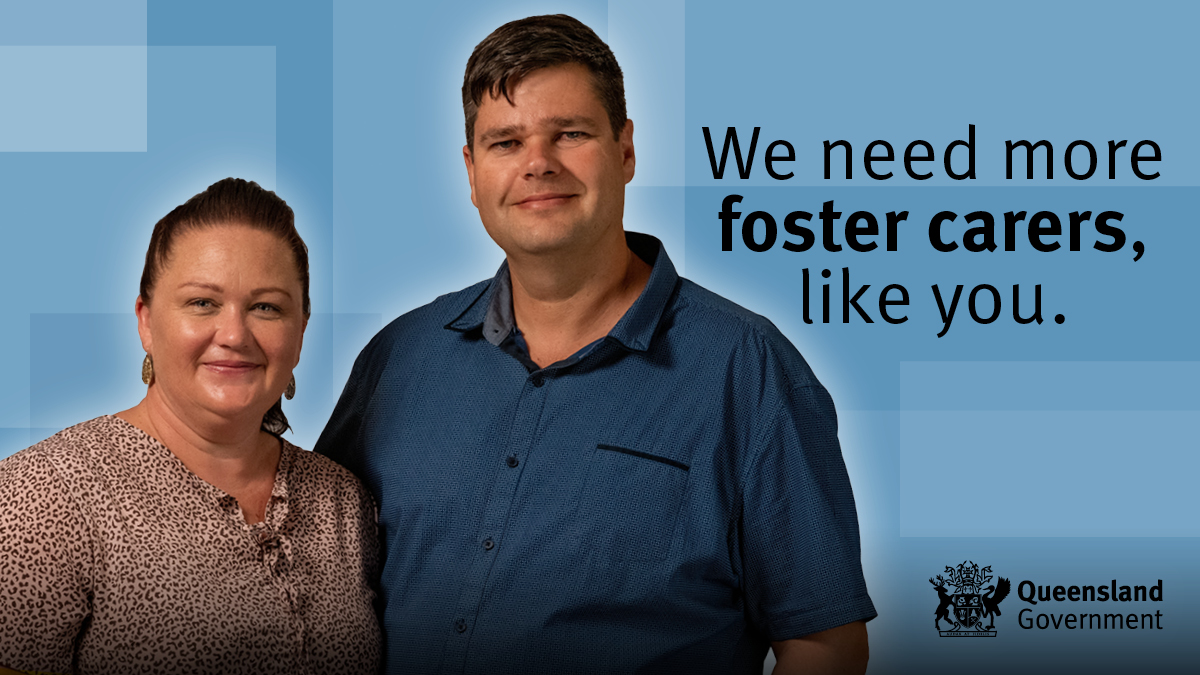 We need more
foster carers,
like you.
Queensland
Government